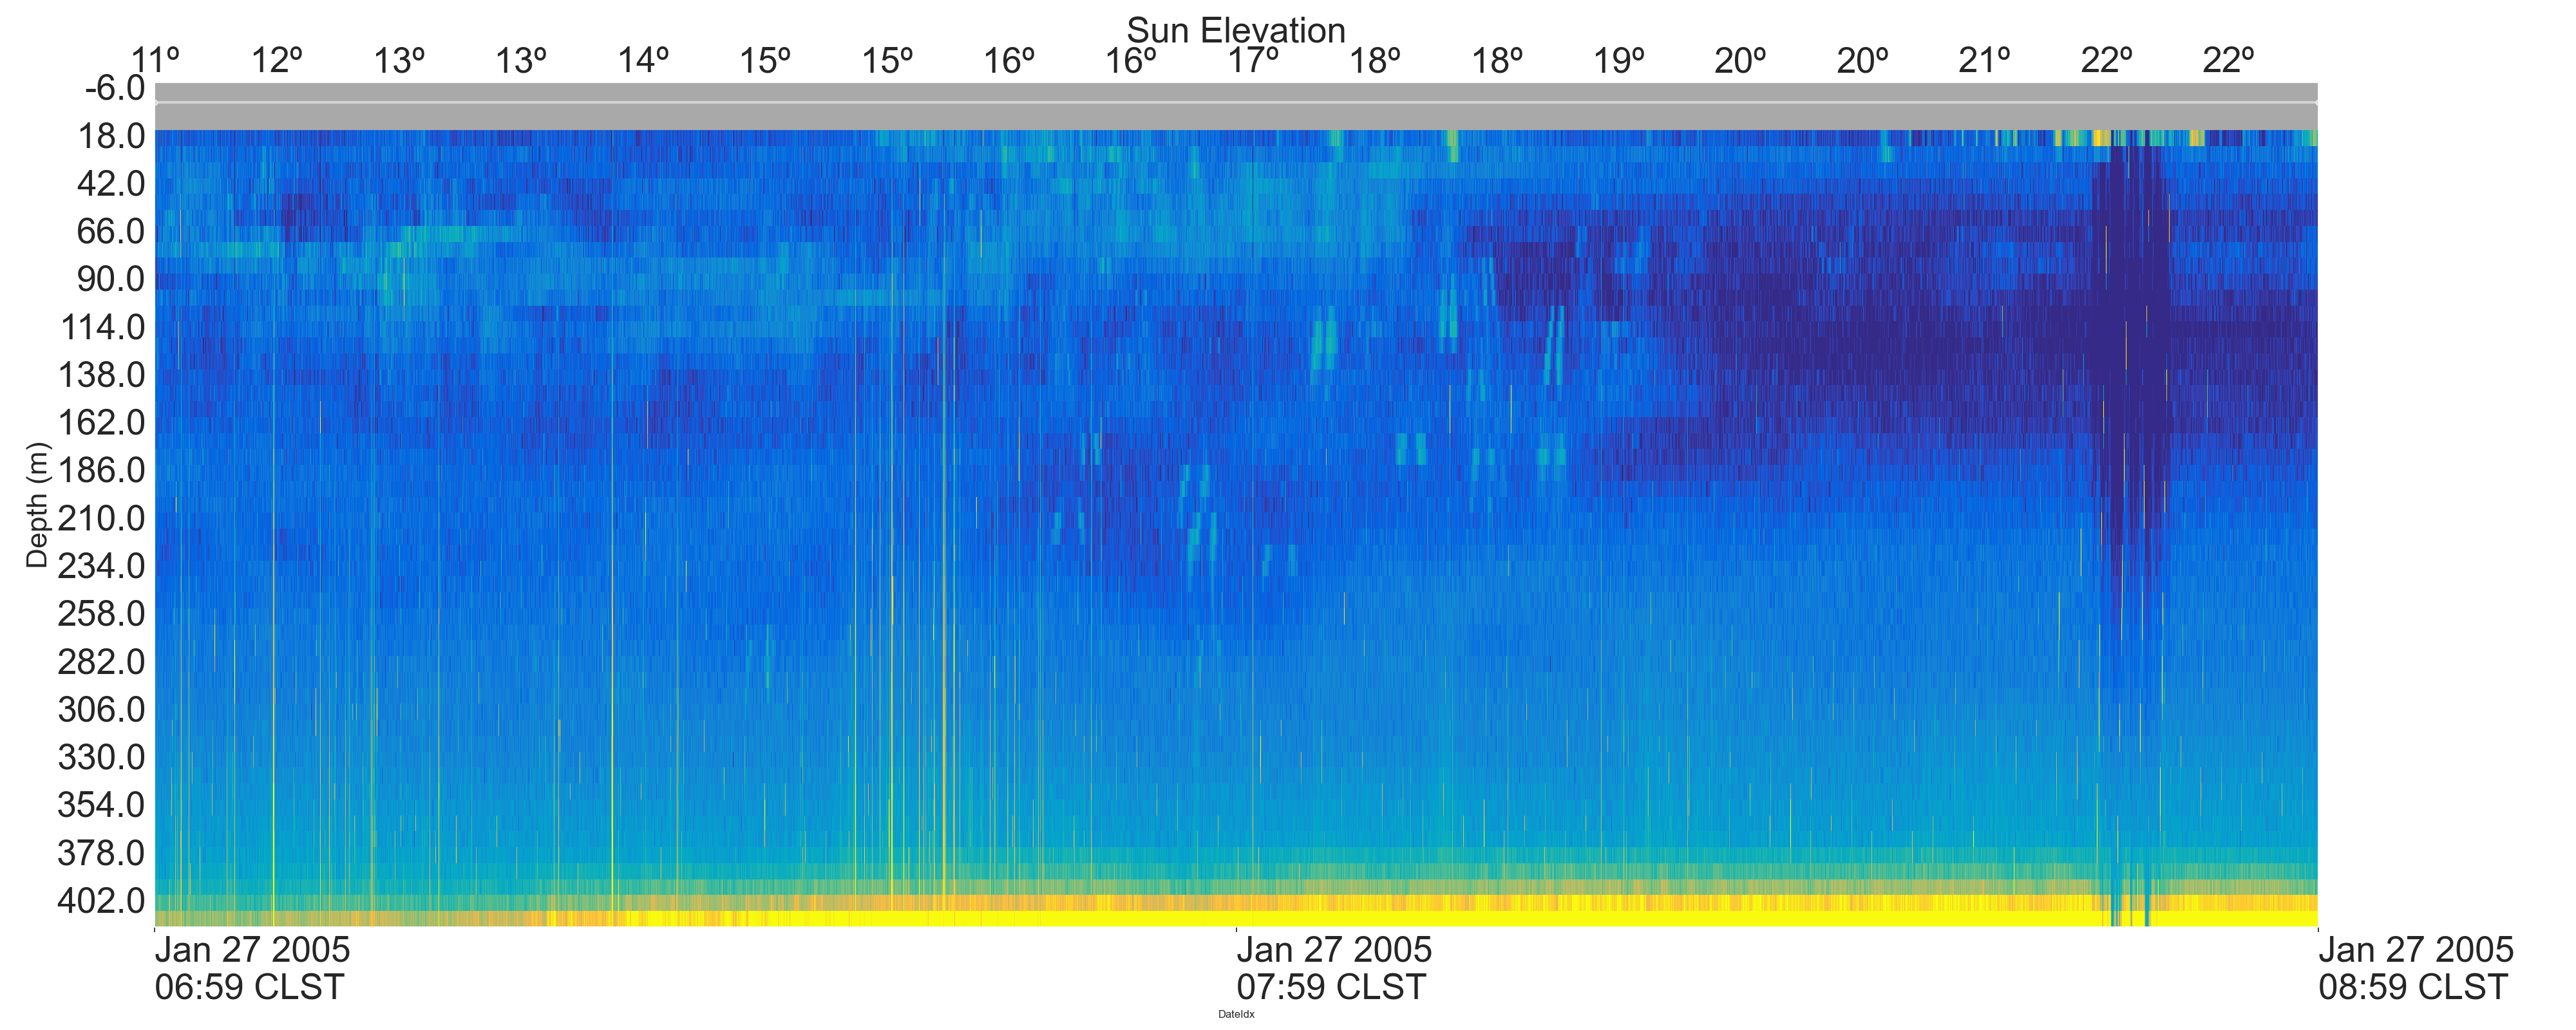 Sun Elevation
11º 12º 13º 13º 14º 15º 15º 16º 16º 17º 18º 18º 19º 20º 20º 21º 22º 22º
-6.0
18.0
42.0
66.0
90.0
114.0
138.0
162.0
186.0
210.0
234.0
258.0
282.0
306.0
330.0
354.0
378.0
402.0
Depth (m)
Jan 27 2005
06:59 CLST
Jan 27 2005
07:59 CLST
Jan 27 2005
08:59 CLST
DateIdx